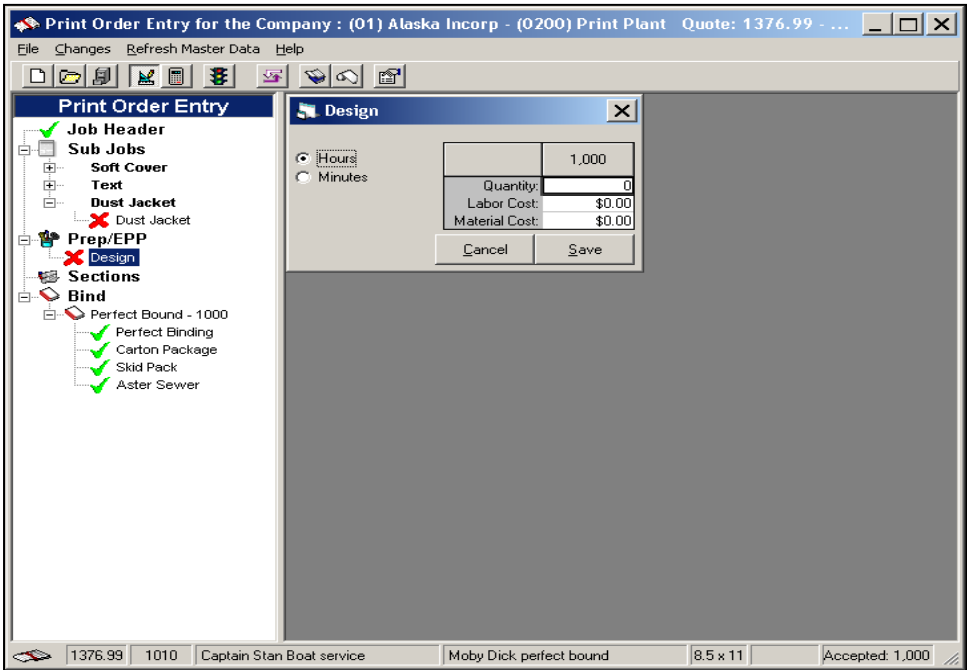 Print Order Entry for the Company : (01) Alaska Incorp - (0200) Print Plant Quote: 1376.99 - ...
File Changes Refresh Master Data Help
Print Order Entry
Job Header
Sub Jobs
Soft Cover
Text
Dust Jacket
Dust Jacket
Prep/EPP
Design
Sections
Bind
Perfect Bound - 1000
Perfect Binding
Carton Package
Skid Pack
Aster Sewer
Design
Hours
Minutes
1,000
Quantity: 0
Labor Cost: $0.00
Material Cost: $0.00
Cancel Save
1376.99 1010 Captain Stan Boat service Moby Dick perfect bound 8.5 x 11 Accepted: 1,000